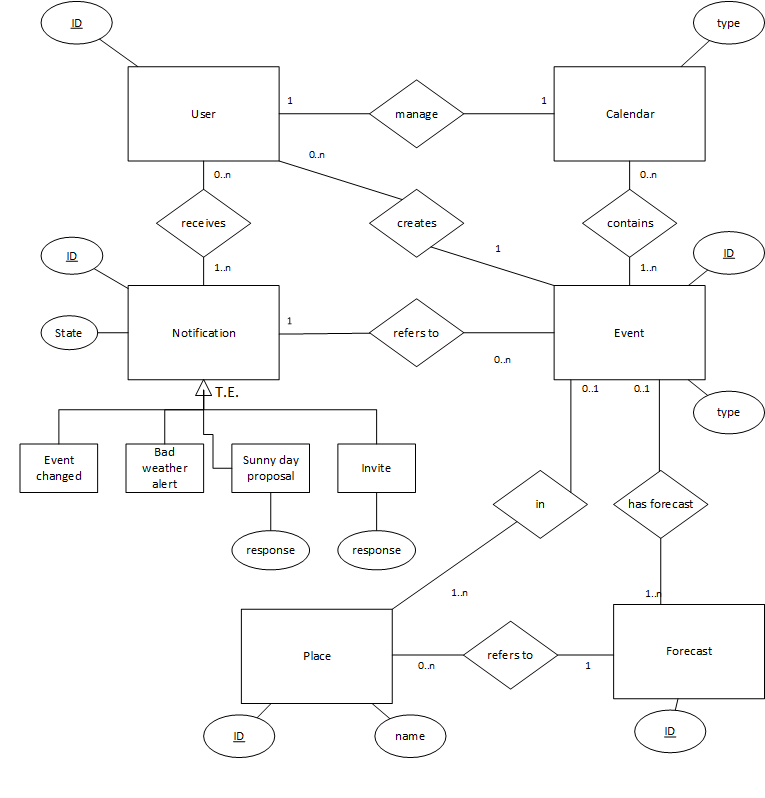 ID
type
User
1
manage
1
Calendar
0..n
0..n
0..n
receives
creates
contains
ID
1
ID
1..n
1..n
State
Notification
1
refers to
Event
0..n
T.E.
0..1
0..1
type
Event
changed
Bad
weather
alert
Sunny day
proposal
Invite
in
has forecast
response
response
1..n
1..n
Place
0..n
refers to
1
Forecast
ID
name
ID